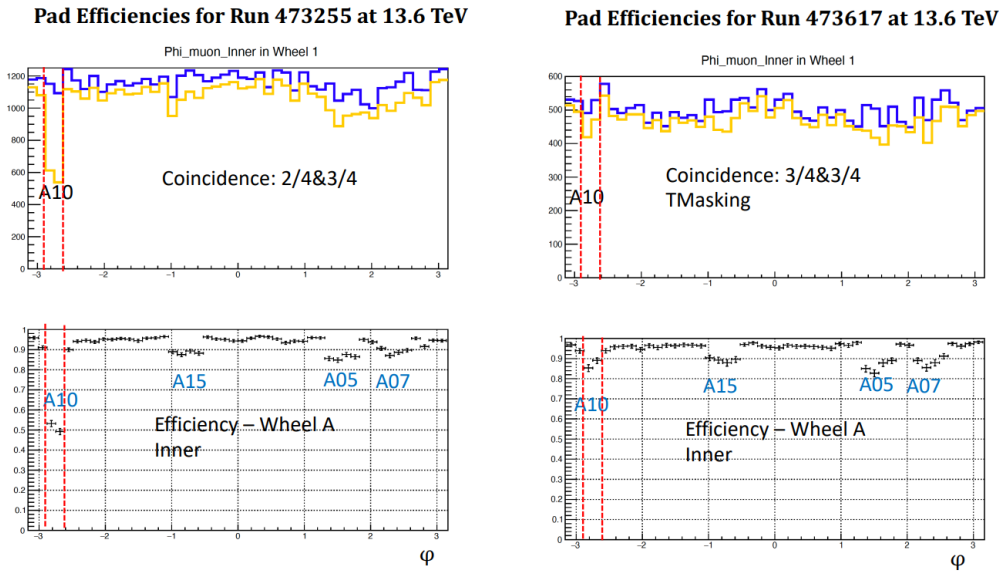 Pad Efficiencies for Run 473255 at 13.6 TeV
Phi_muon_Inner in Wheel 1
1200
1000
800
600
400
200
0
A10
Coincidence: 2/4&3/4
−3 −2 −1 0 1 2 3
1
0.9
0.8
0.7
0.6
0.5
0.4
0.3
0.2
0.1
0
A10
A15
A05
A07
Efficiency – Wheel A
Inner
−3 −2 −1 0 1 2 3
φ
Pad Efficiencies for Run 473617 at 13.6 TeV
Phi_muon_Inner in Wheel 1
600
500
400
300
200
100
0
A10
Coincidence: 3/4&3/4
TMasking
−3 −2 −1 0 1 2 3
1
0.9
0.8
0.7
0.6
0.5
0.4
0.3
0.2
0.1
0
A10
A15
A05
A07
Efficiency – Wheel A
Inner
−3 −2 −1 0 1 2 3
φ